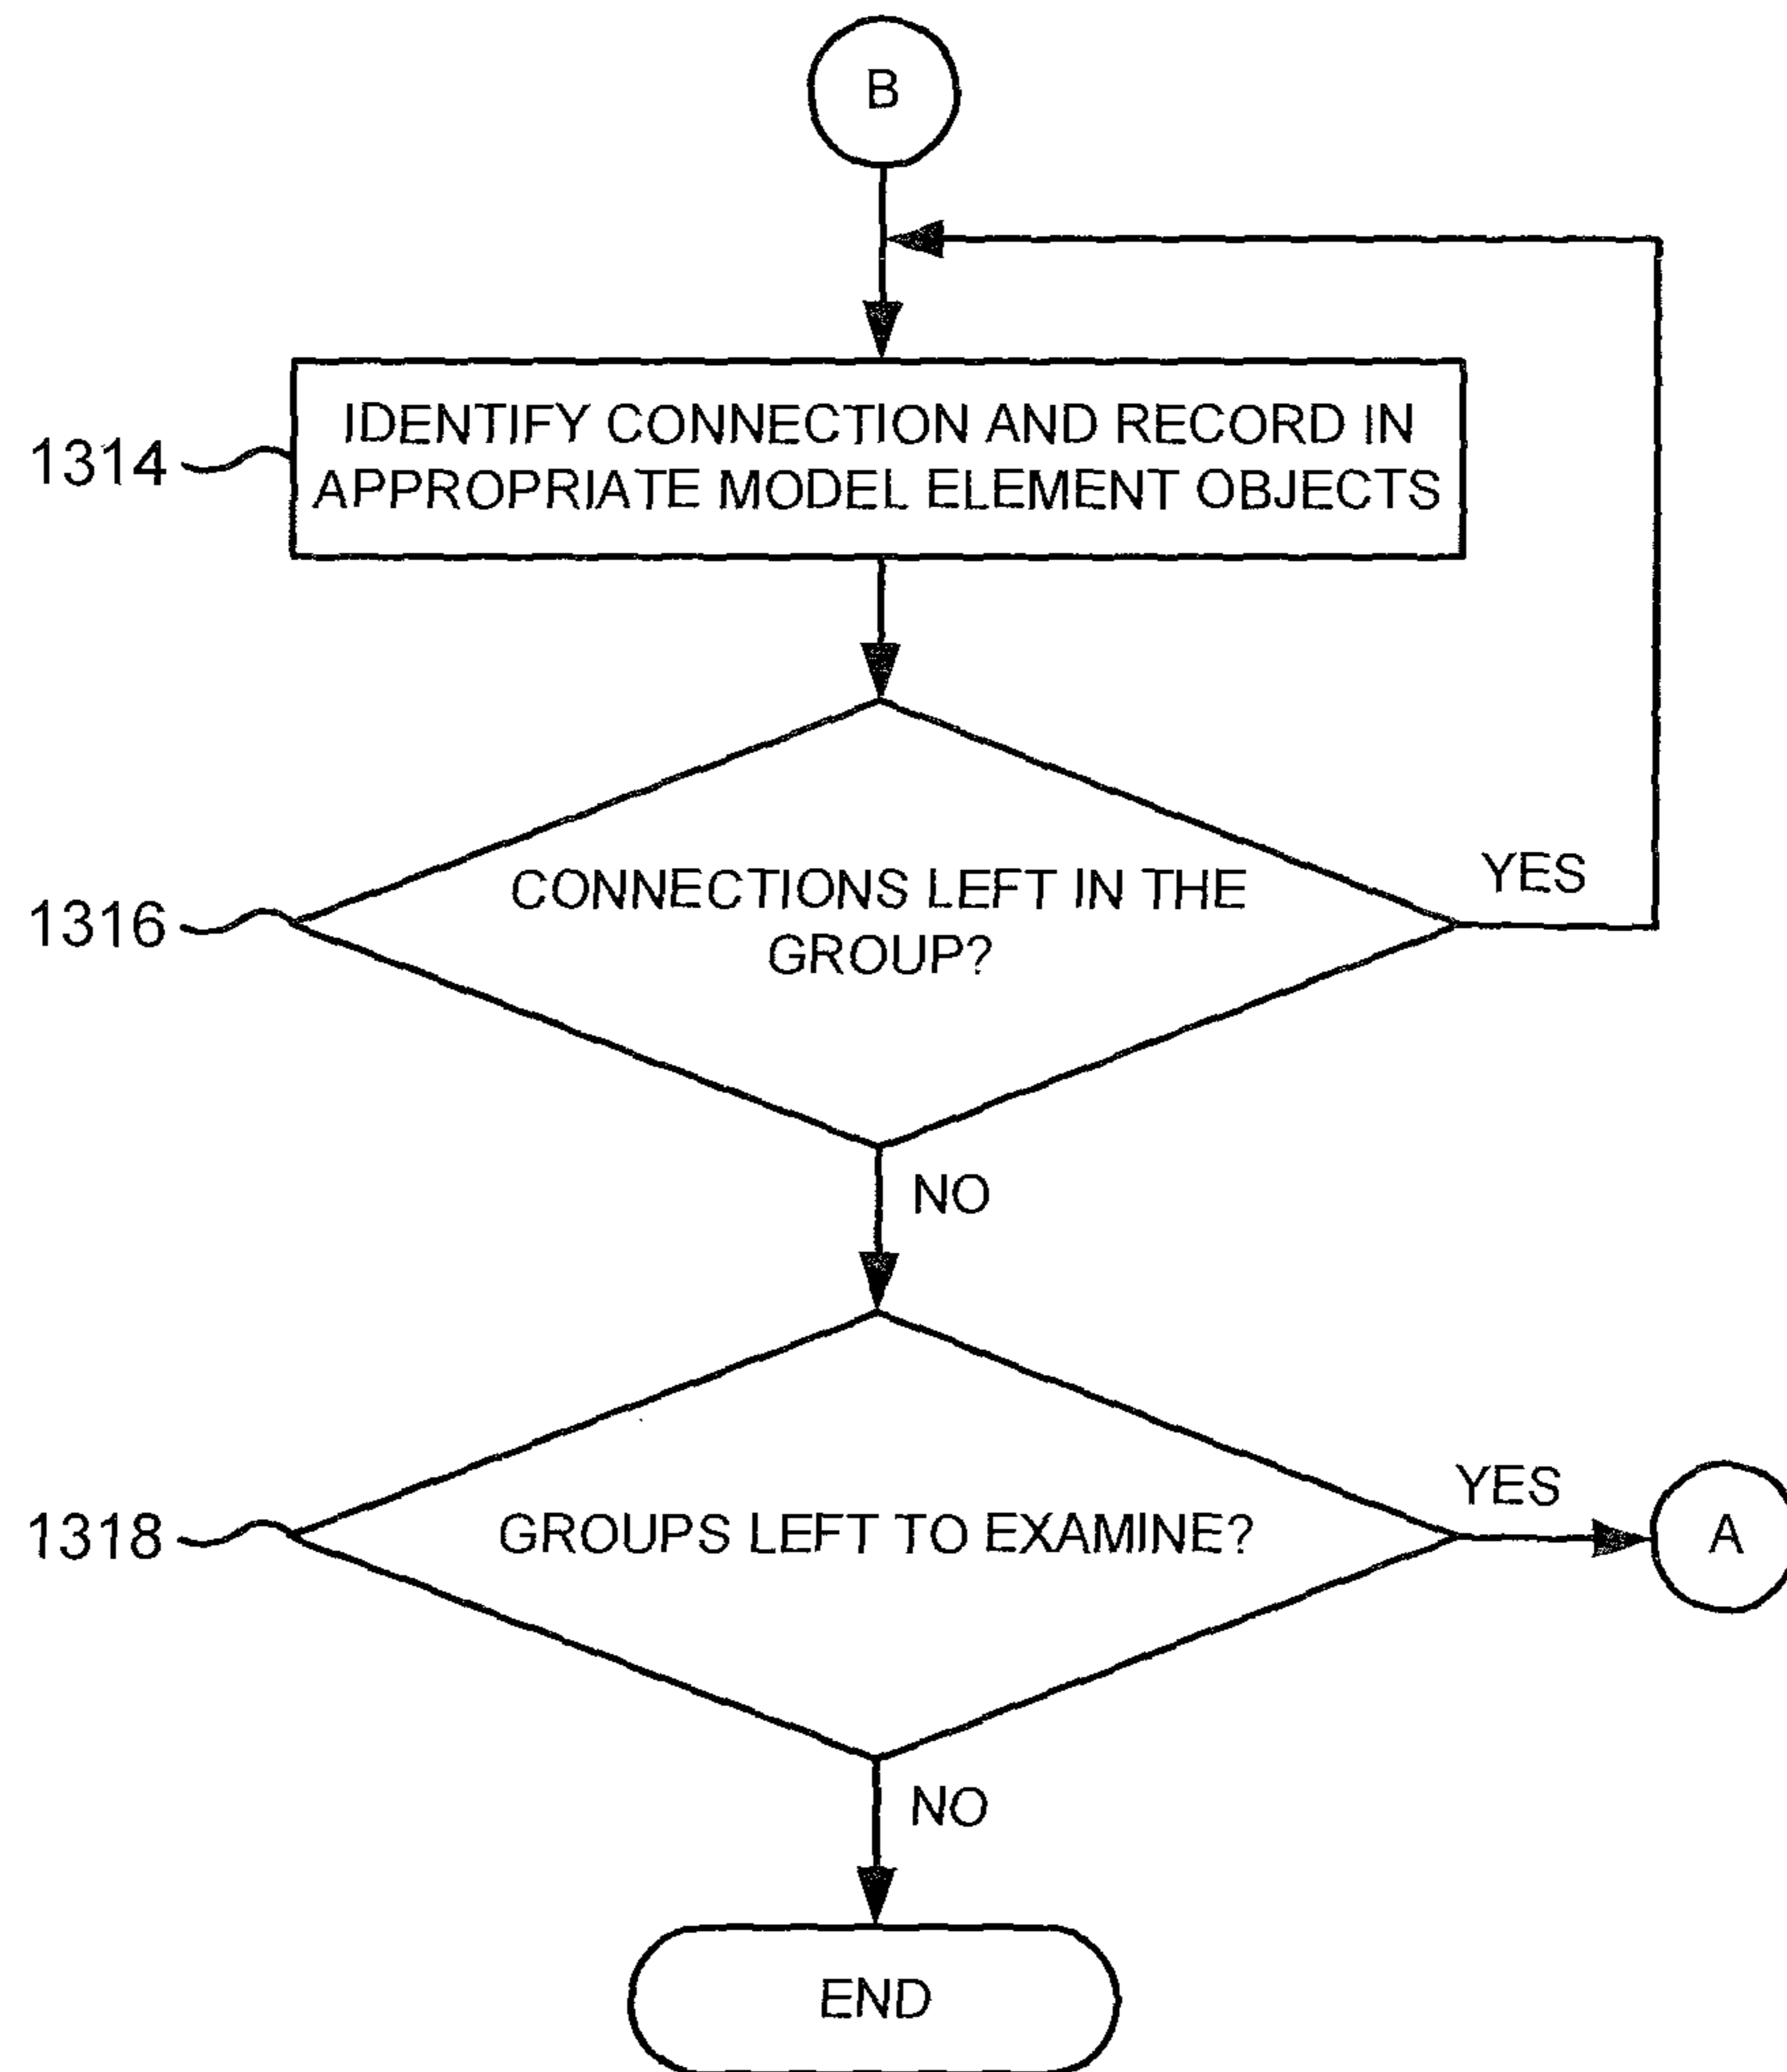 B
1314
IDENTIFY CONNECTION AND RECORD IN
APPROPRIATE MODEL ELEMENT OBJECTS
1316
CONNECTIONS LEFT IN THE
GROUP?
YES
NO
1318
GROUPS LEFT TO EXAMINE?
YES
A
NO
END